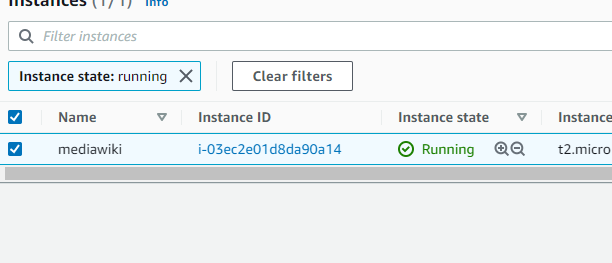 Instances (1/1) Info
Filter instances
Instance state: running Clear filters
Name Instance ID Instance state Instance
mediawiki i-03ec2e01d8da90a14 Running t2.micro